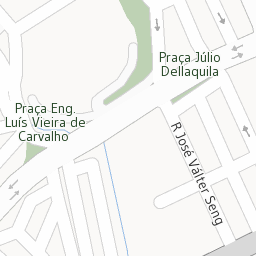 Praça Júlio
Dellaquila
Praça Eng.
Luís Vieira de
Carvalho
R José Válter Seng